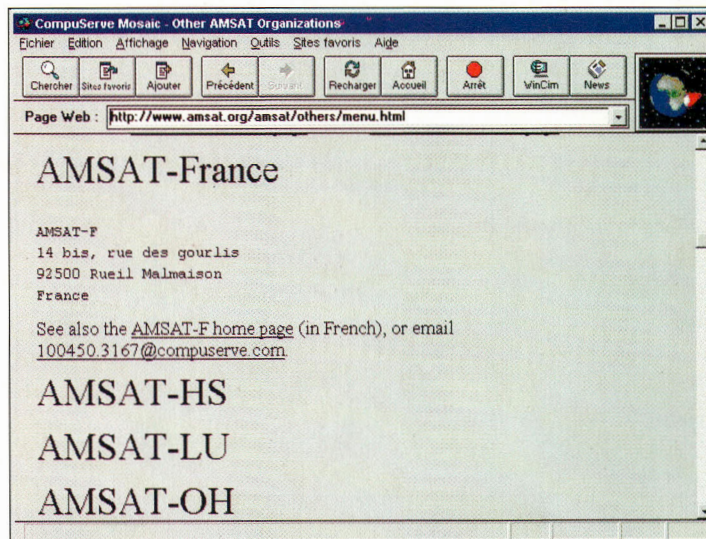 CompuServe Mosaic - Other AMSAT Organizations
Fichier Edition Affichage Navigation Outils Sites favoris Aide
Chercher Sites favoris Ajouter Précédent Suivant Recharger Accueil Arrêt WinCim News
Page Web : http://www.amsat.org/amsat/others/menu.html
AMSAT-France
AMSAT-F
14 bis, rue des gourlis
92500 Rueil Malmaison
France
See also the AMSAT-F home page (in French), or email
100450.3167@compuserve.com.
AMSAT-HS
AMSAT-LU
AMSAT-OH